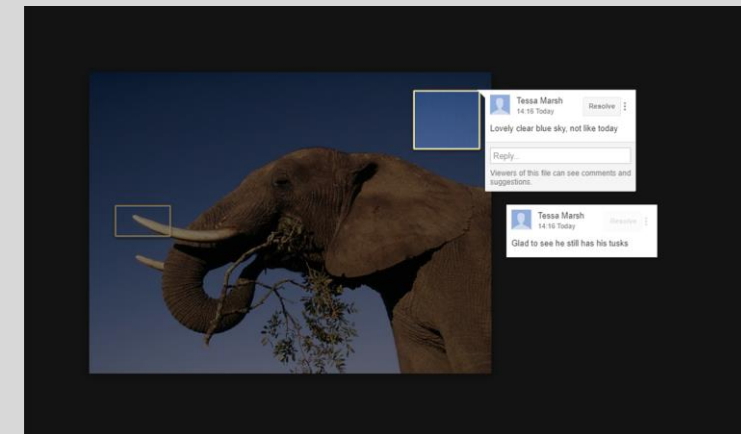 Tessa Marsh
14:16 Today
Resolve
Lovely clear blue sky, not like today
Reply...
Viewers of this file can see comments and
suggestions.
Tessa Marsh
14:16 Today
Resolve
Glad to see he still has his tusks